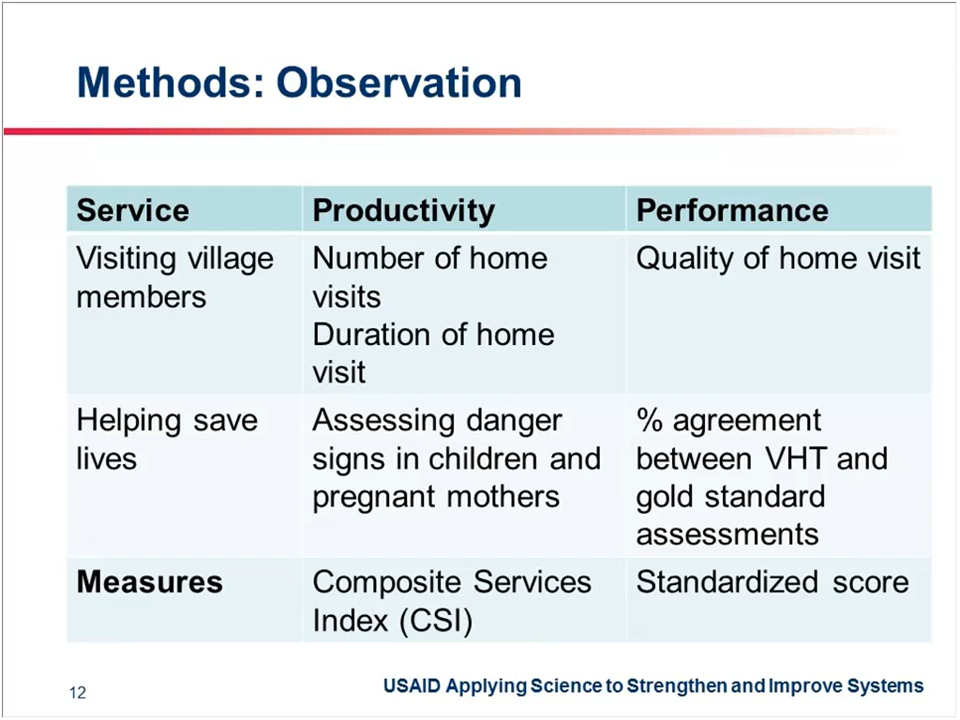 Methods: Observation
Service Productivity Performance
Visiting village members
Number of home visits
Duration of home visit
Quality of home visit
Helping save lives
Assessing danger signs in children and pregnant mothers
% agreement between VHT and gold standard assessments
Measures
Composite Services Index (CSI)
Standardized score
12
USAID Applying Science to Strengthen and Improve Systems